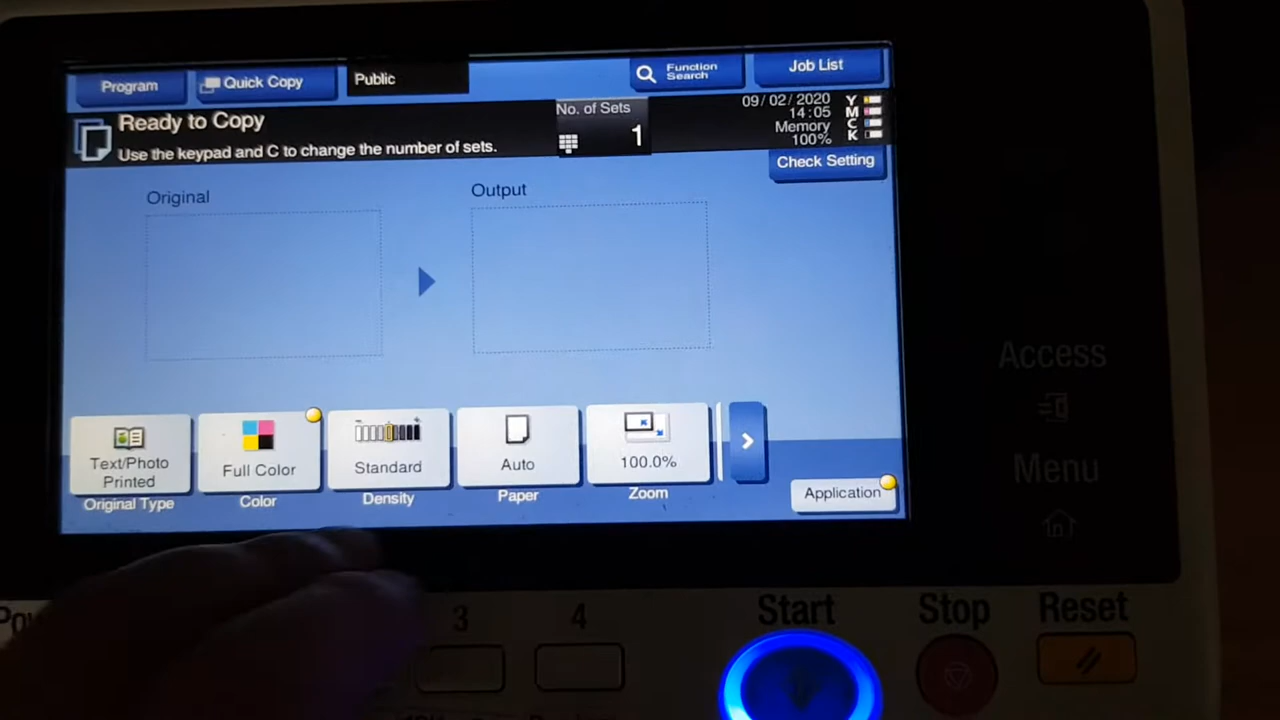 Program
Quick Copy
Public
Function
Search
Job List
Ready to Copy
Use the keypad and C to change the number of sets.
No. of Sets
1
09/02/2020
14:05
Memory
100%
Y
M
C
K
Check Setting
Original
Output
Text/Photo
Printed
Original Type
Full Color
Color
Standard
Density
Auto
Paper
100.0%
Zoom
Application
Access
Menu
3
4
Start
Stop
Reset